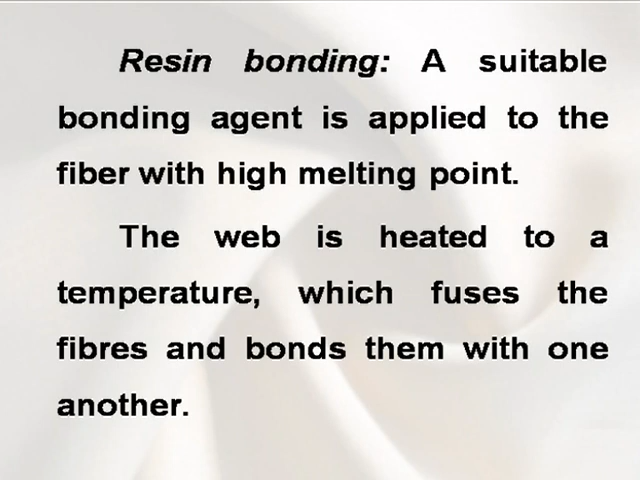 Resin bonding: A suitable
bonding agent is applied to the
fiber with high melting point.
The web is heated to a
temperature, which fuses the
fibres and bonds them with one
another.